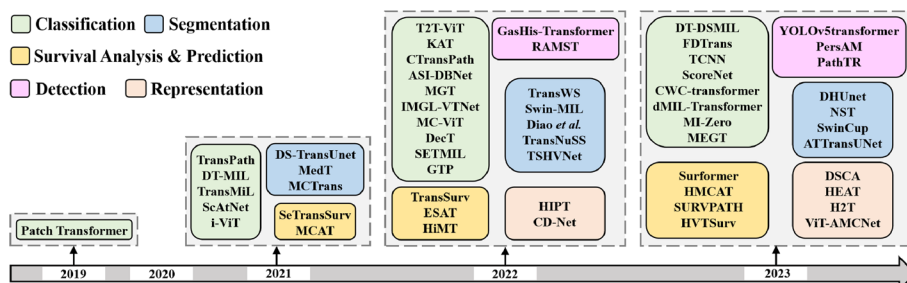 Classification
Segmentation
Survival Analysis & Prediction
Detection
Representation
Patch Transformer
TransPath
DT-MIL
TransMiL
ScAtNet
i-ViT
DS-TransUnet
MedT
MCTrans
SeTransSurv
MCAT
T2T-ViT
KAT
CTransPath
ASI-DBNet
MGT
IMGL-VTNet
MC-ViT
DecT
SETMIL
GTP
GasHis-Transformer
RAMST
TransWS
Swin-MIL
Diao et al.
TransNuSS
TSHVNet
TransSurv
ESAT
HiMT
HIPT
CD-Net
DT-DSMIL
FDTrans
TCNN
ScoreNet
CWC-transformer
dMIL-Transformer
MI-Zero
MEGT
YOLOv5transformer
PersAM
PathTR
DHUnet
NST
SwinCup
ATTransUNet
Surformer
HMCAT
SURVPATH
HVTSurv
DSCA
HEAT
H2T
ViT-AMCNet
2019
2020
2021
2022
2023